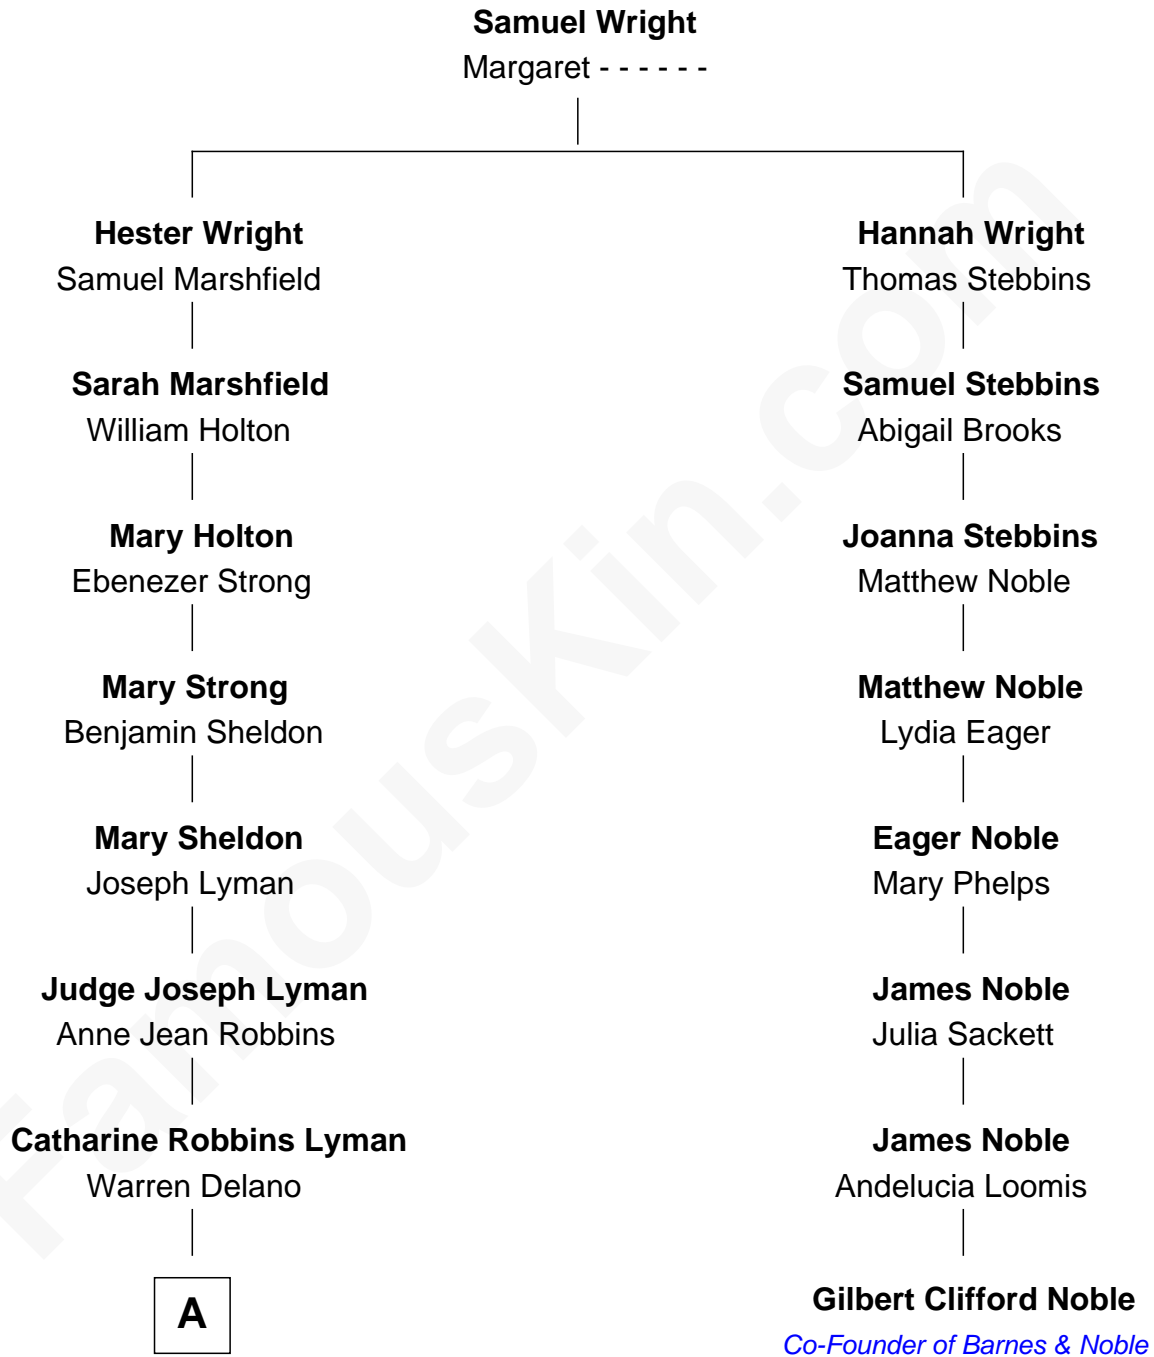 Samuel Wright
Margaret - - - - - -
Hester Wright
Samuel Marshfield
Hannah Wright
Thomas Stebbins
Sarah Marshfield
William Holton
Samuel Stebbins
Abigail Brooks
Mary Holton
Ebenezer Strong
Joanna Stebbins
Matthew Noble
Mary Strong
Benjamin Sheldon
Matthew Noble
Lydia Eager
Mary Sheldon
Joseph Lyman
Eager Noble
Mary Phelps
Judge Joseph Lyman
Anne Jean Robbins
James Noble
Julia Sackett
Catharine Robbins Lyman
Warren Delano
James Noble
Andelucia Loomis
A
Gilbert Clifford Noble
Co-Founder of Barnes & Noble
FamousKin.com